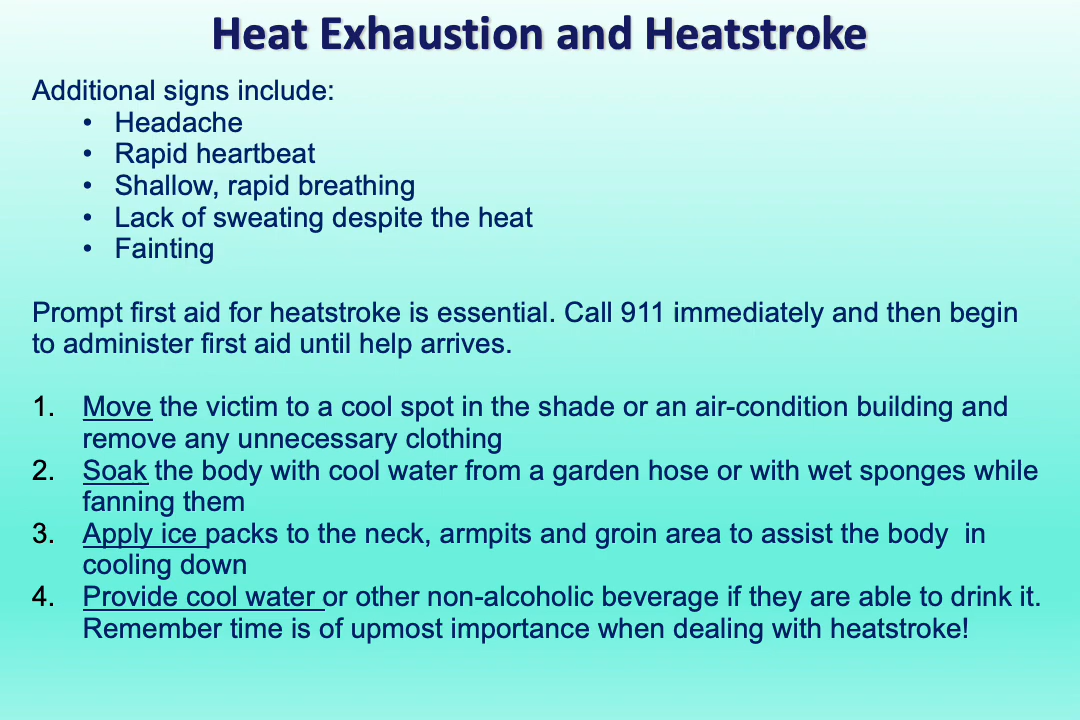 Heat Exhaustion and Heatstroke
Additional signs include:
• Headache
• Rapid heartbeat
• Shallow, rapid breathing
• Lack of sweating despite the heat
• Fainting
Prompt first aid for heatstroke is essential. Call 911 immediately and then begin
to administer first aid until help arrives.
1. Move the victim to a cool spot in the shade or an air-condition building and
remove any unnecessary clothing
2. Soak the body with cool water from a garden hose or with wet sponges while
fanning them
3. Apply ice packs to the neck, armpits and groin area to assist the body  in
cooling down
4. Provide cool water or other non-alcoholic beverage if they are able to drink it.
Remember time is of upmost importance when dealing with heatstroke!